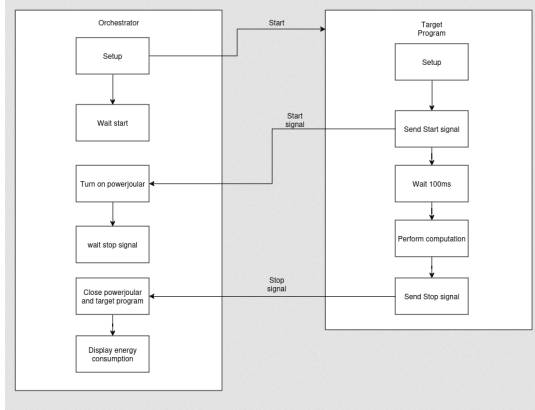 Orchestrator
Setup
Wait start
Turn on powerjoular
wait stop signal
Close powerjoular
and target program
Display energy
consumption
Start
Start
signal
Stop
signal
Target
Program
Setup
Send Start signal
Wait 100ms
Perform computation
Send Stop signal